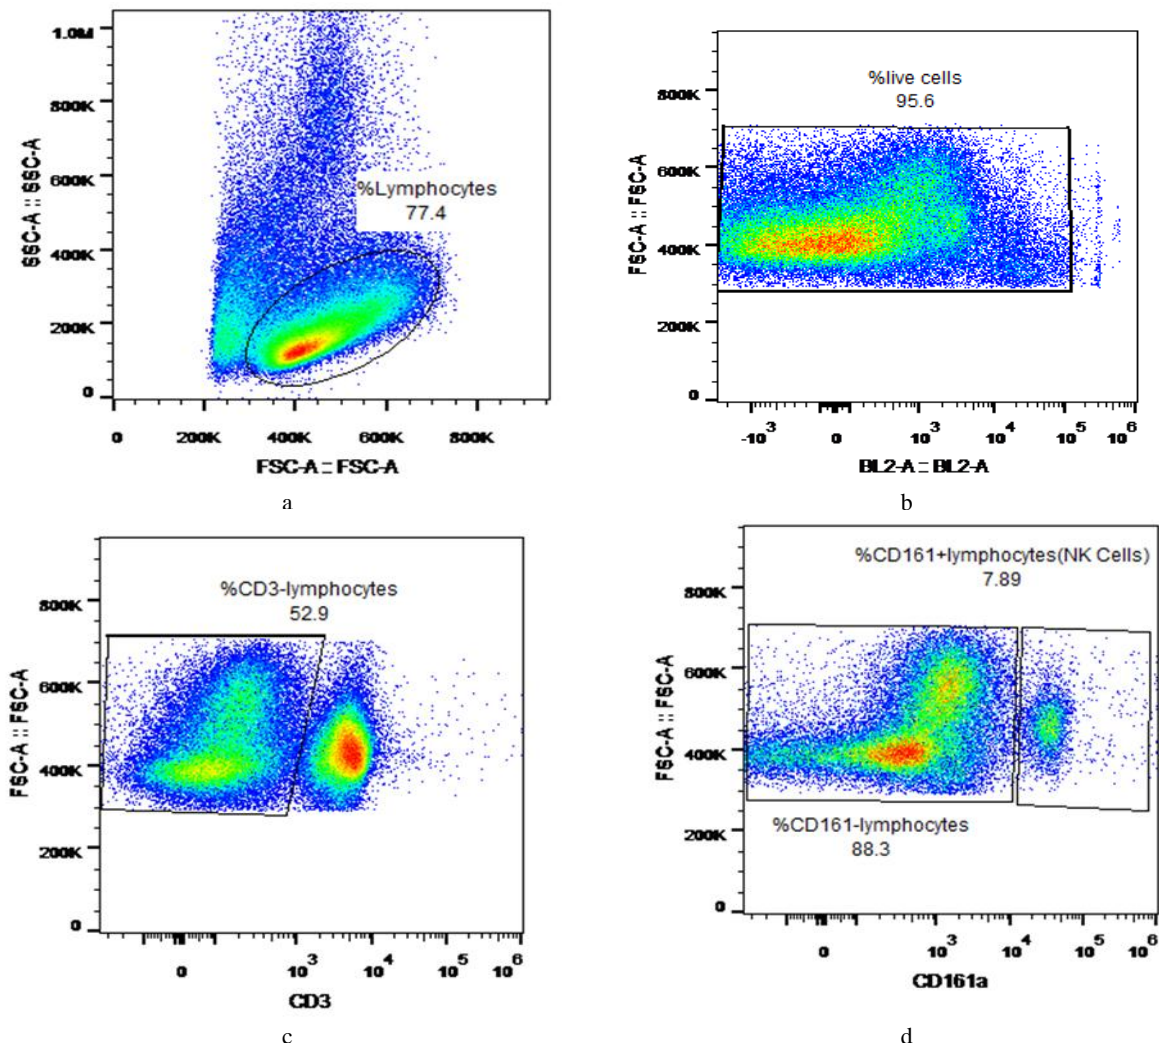 1.0M
800K
600K
400K
200K
0
SSC-A :: SSC-A
%Lymphocytes
77.4
0 200K 400K 600K 800K
FSC-A :: FSC-A
a
800K
600K
400K
200K
0
FSC-A :: FSC-A
%live cells
95.6
-10^3 0 10^3 10^4 10^5 10^6
BL2-A :: BL2-A
b
800K
600K
400K
200K
0
FSC-A :: FSC-A
%CD3-lymphocytes
52.9
0 10^3 10^4 10^5 10^6
CD3
c
800K
600K
400K
200K
0
FSC-A :: FSC-A
%CD161+lymphocytes(NK Cells)
7.89
%CD161-lymphocytes
88.3
0 10^3 10^4 10^5 10^6
CD161a
d